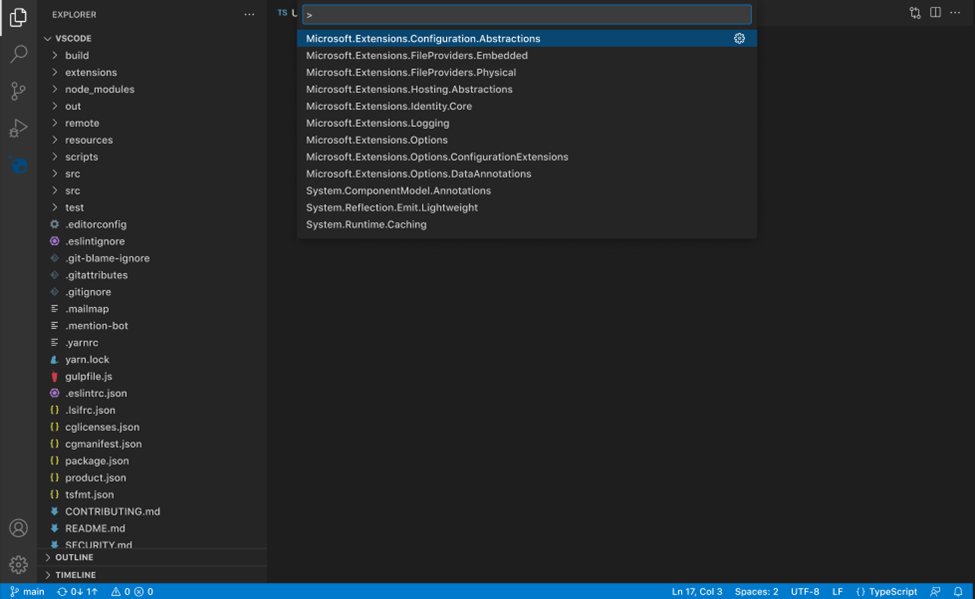 EXPLORER
VSCODE
build
extensions
node_modules
out
remote
resources
scripts
src
src
test
.editorconfig
.eslintignore
.git-blame-ignore
.gitattributes
.gitignore
.mailmap
.mention-bot
.yarnrc
yarn.lock
gulpfile.js
.eslintrc.json
.lsifrc.json
cglicenses.json
cgmanifest.json
package.json
product.json
tsfmt.json
CONTRIBUTING.md
README.md
SECURITY.md
OUTLINE
TIMELINE
TS
>
Microsoft.Extensions.Configuration.Abstractions
Microsoft.Extensions.FileProviders.Embedded
Microsoft.Extensions.FileProviders.Physical
Microsoft.Extensions.Hosting.Abstractions
Microsoft.Extensions.Identity.Core
Microsoft.Extensions.Logging
Microsoft.Extensions.Options
Microsoft.Extensions.Options.ConfigurationExtensions
Microsoft.Extensions.Options.DataAnnotations
System.ComponentModel.Annotations
System.Reflection.Emit.Lightweight
System.Runtime.Caching
main 0↓ 1↑ 0 0 Ln 17, Col 3 Spaces: 2 UTF-8 LF {} TypeScript